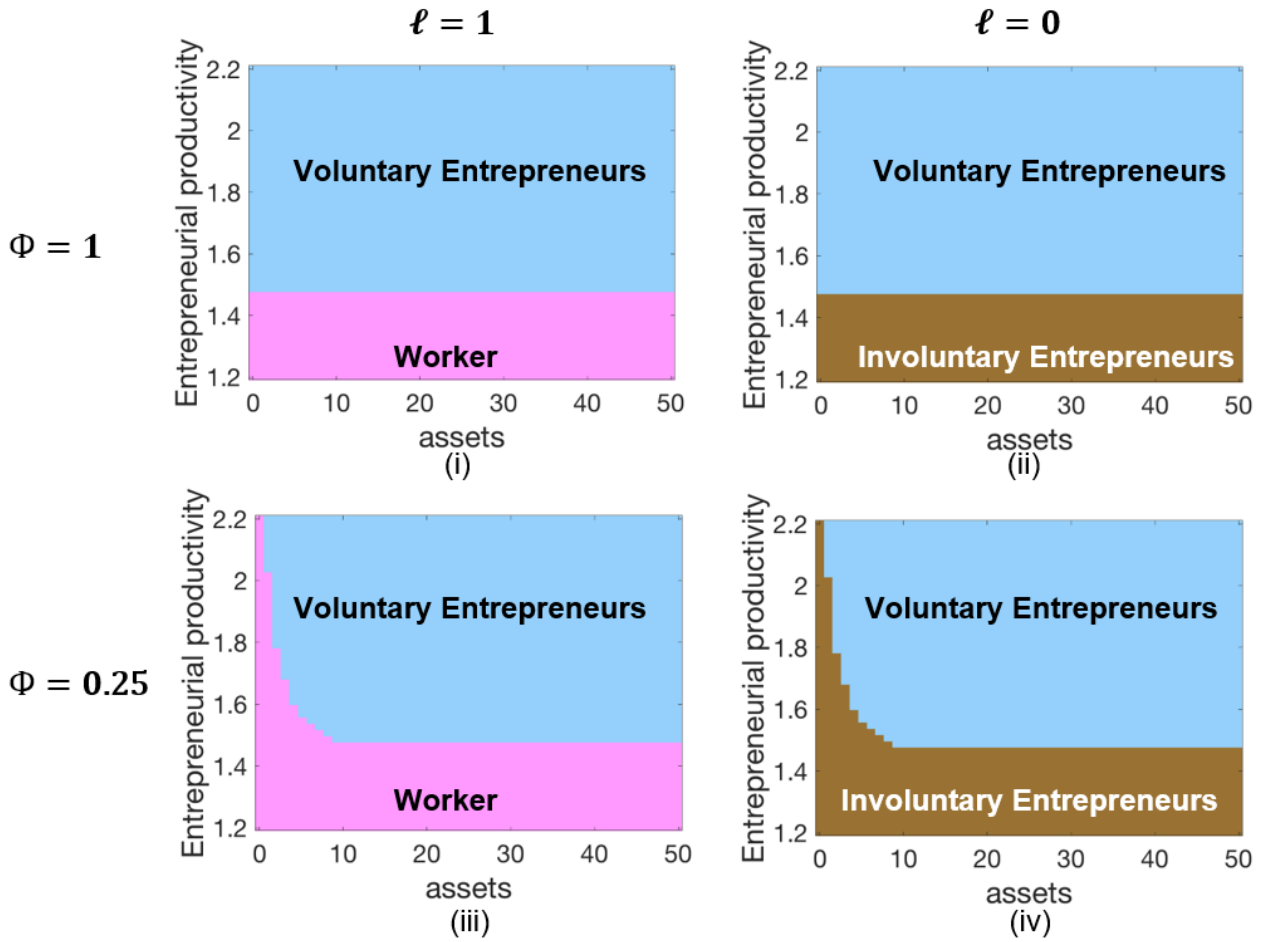 ℓ = 1
ℓ = 0
Φ = 1
Entrepreneurial productivity
2.2
2
1.8
1.6
1.4
1.2
Voluntary Entrepreneurs
Worker
0 10 20 30 40 50
assets
(i)
Entrepreneurial productivity
2.2
2
1.8
1.6
1.4
1.2
Voluntary Entrepreneurs
Involuntary Entrepreneurs
0 10 20 30 40 50
assets
(ii)
Φ = 0.25
Entrepreneurial productivity
2.2
2
1.8
1.6
1.4
1.2
Voluntary Entrepreneurs
Worker
0 10 20 30 40 50
assets
(iii)
Entrepreneurial productivity
2.2
2
1.8
1.6
1.4
1.2
Voluntary Entrepreneurs
Involuntary Entrepreneurs
0 10 20 30 40 50
assets
(iv)